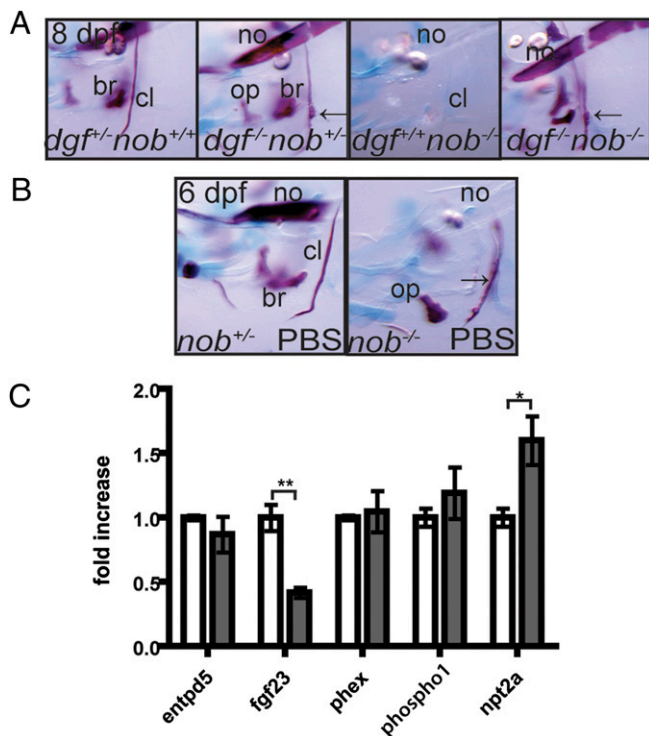 A
8 dpf
br
cl
dgf+/- nob+/+
no
op
br
dgf-/- nob+/-
no
cl
dgf+/+ nob-/-
no
dgf-/- nob-/-
B
6 dpf
no
cl
br
nob+/- PBS
no
op
nob-/- PBS
C
fold increase
2.0
1.5
1.0
0.5
0.0
**
*
entpd5
fgf23
phex
phospho1
npt2a